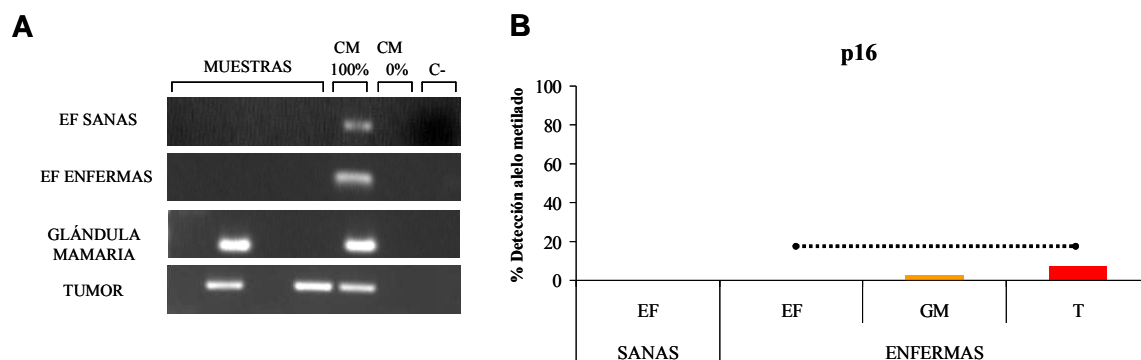 A
MUESTRAS
CM
100%
CM
0%
C-
EF SANAS
EF ENFERMAS
GLÁNDULA
MAMARIA
TUMOR
B
p16
% Detección alelo metilado
100
80
60
40
20
0
EF
EF
GM
T
SANAS
ENFERMAS